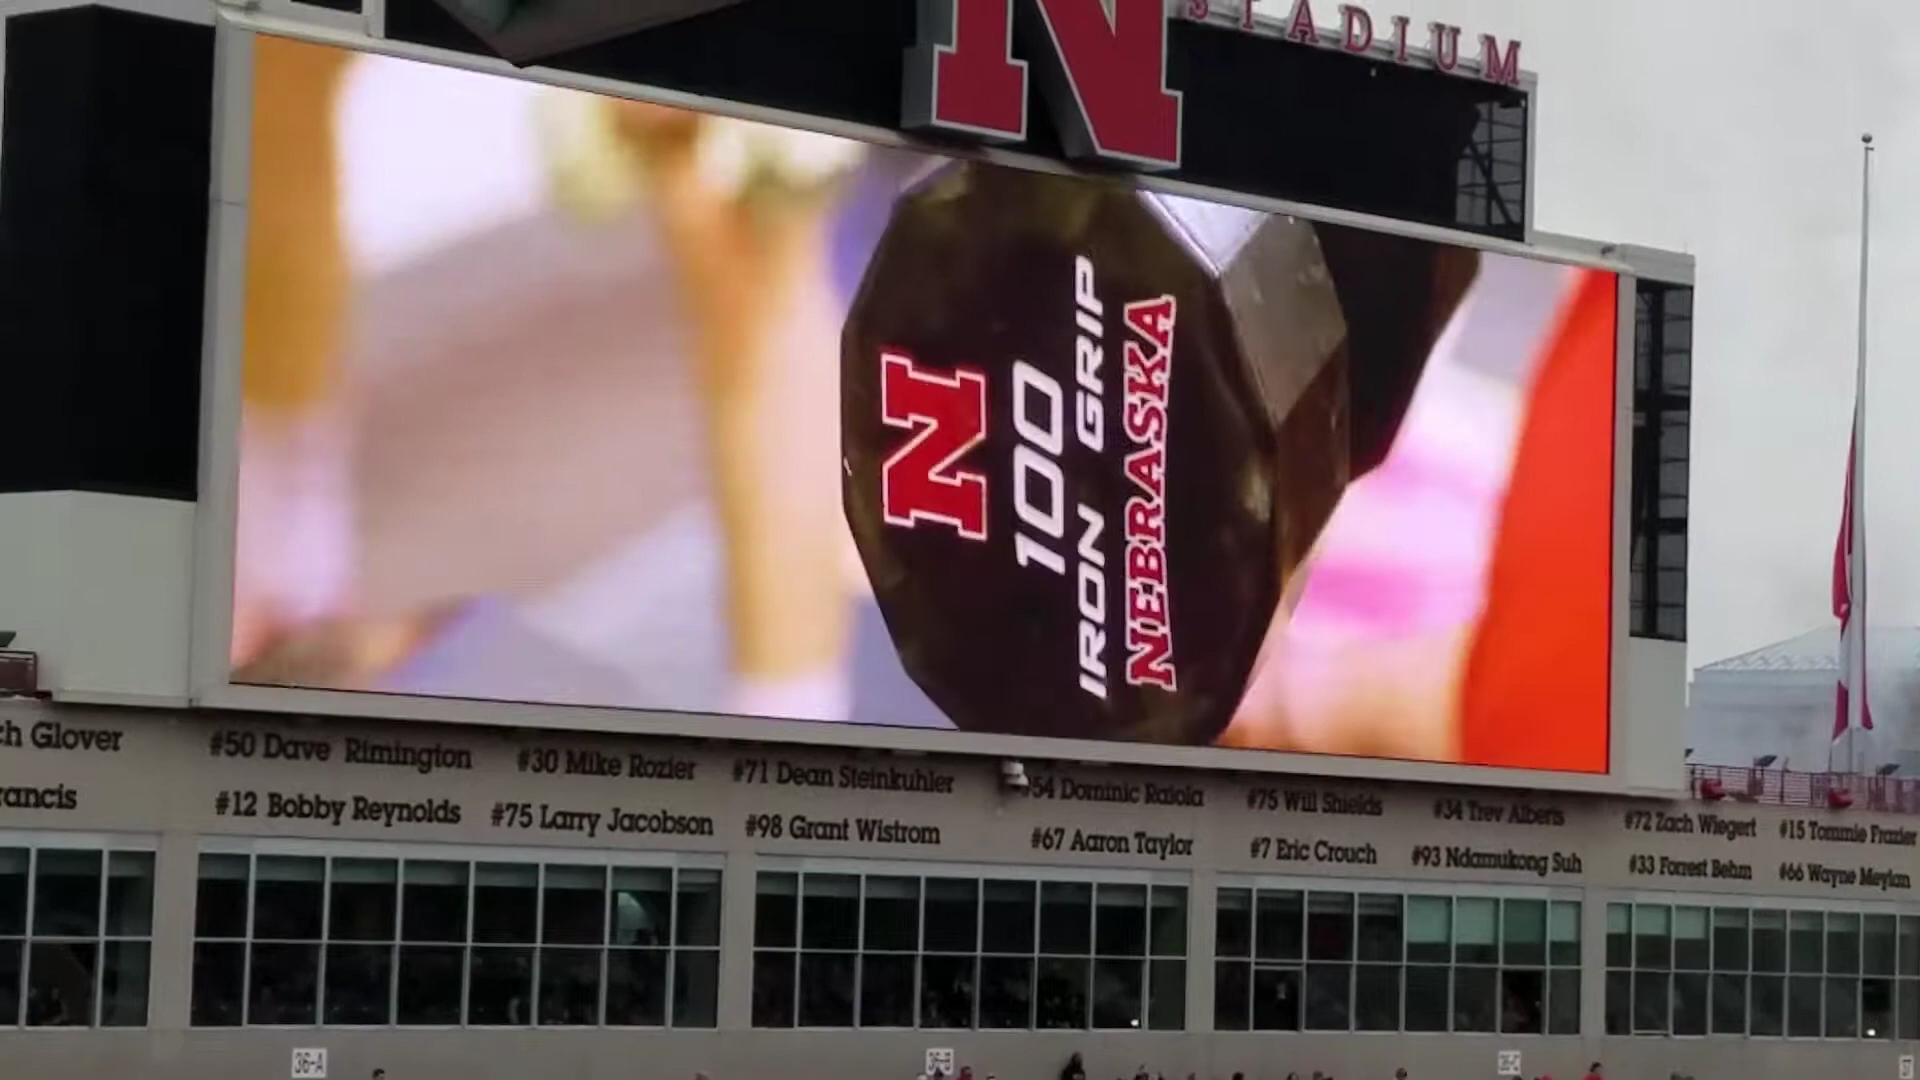 N
STADIUM
N
100
IRON GRIP
NEBRASKA
ch Glover
#50 Dave Rimington
#30 Mike Rozier
#71 Dean Steinkuhler
#54 Dominic Raiola
#75 Will Shields
#34 Trev Alberts
#72 Zach Wiegert
#15 Tommie Frazier
rancis
#12 Bobby Reynolds
#75 Larry Jacobson
#98 Grant Wistrom
#67 Aaron Taylor
#7 Eric Crouch
#93 Ndamukong Suh
#33 Forrest Behm
#66 Wayne Meylan
36-A
36-B
36-C
37